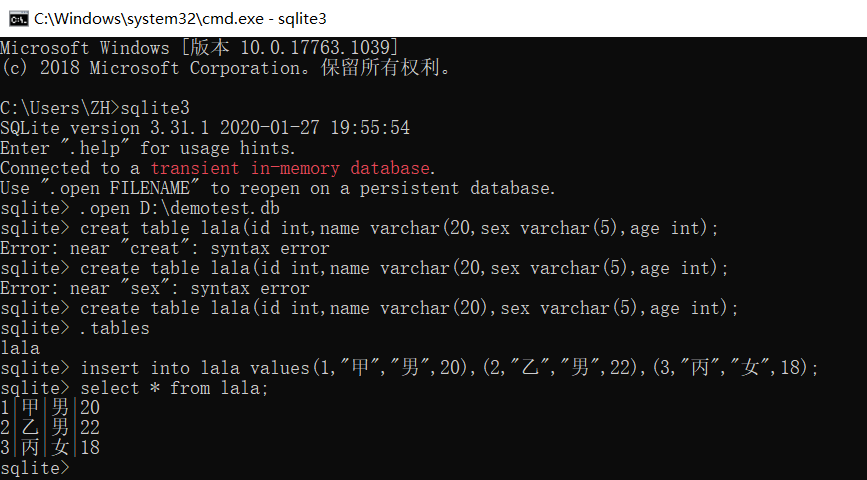 C:\Windows\system32\cmd.exe - sqlite3
Microsoft Windows [版本 10.0.17763.1039]
(c) 2018 Microsoft Corporation。保留所有权利。
C:\Users\ZH>sqlite3
SQLite version 3.31.1 2020-01-27 19:55:54
Enter ".help" for usage hints.
Connected to a transient in-memory database.
Use ".open FILENAME" to reopen on a persistent database.
sqlite> .open D:\demotest.db
sqlite> creat table lala(id int,name varchar(20,sex varchar(5),age int);
Error: near "creat": syntax error
sqlite> create table lala(id int,name varchar(20,sex varchar(5),age int);
Error: near "sex": syntax error
sqlite> create table lala(id int,name varchar(20),sex varchar(5),age int);
sqlite> .tables
lala
sqlite> insert into lala values(1,"甲","男",20),(2,"乙","男",22),(3,"丙","女",18);
sqlite> select * from lala;
1|甲|男|20
2|乙|男|22
3|丙|女|18
sqlite>